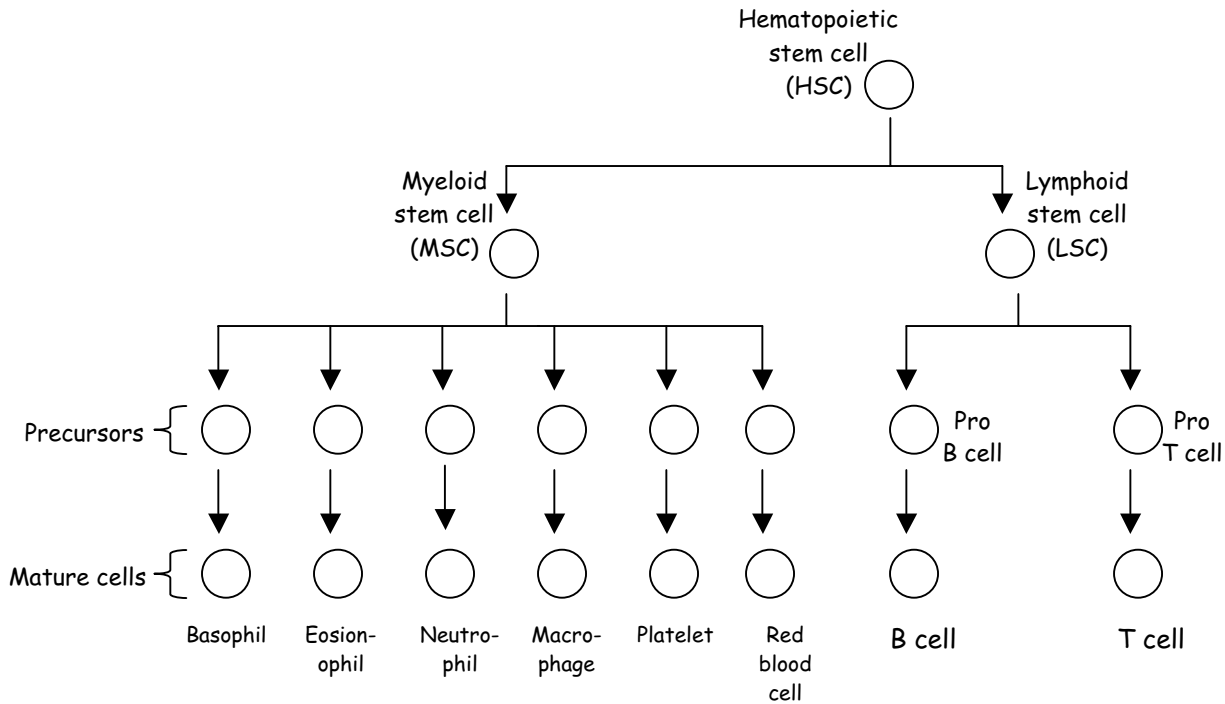 Hematopoietic
stem cell
(HSC)
Myeloid
stem cell
(MSC)
Lymphoid
stem cell
(LSC)
Precursors
Pro
B cell
Pro
T cell
Mature cells
Basophil
Eosion-
ophil
Neutro-
phil
Macro-
phage
Platelet
Red
blood
cell
B cell
T cell